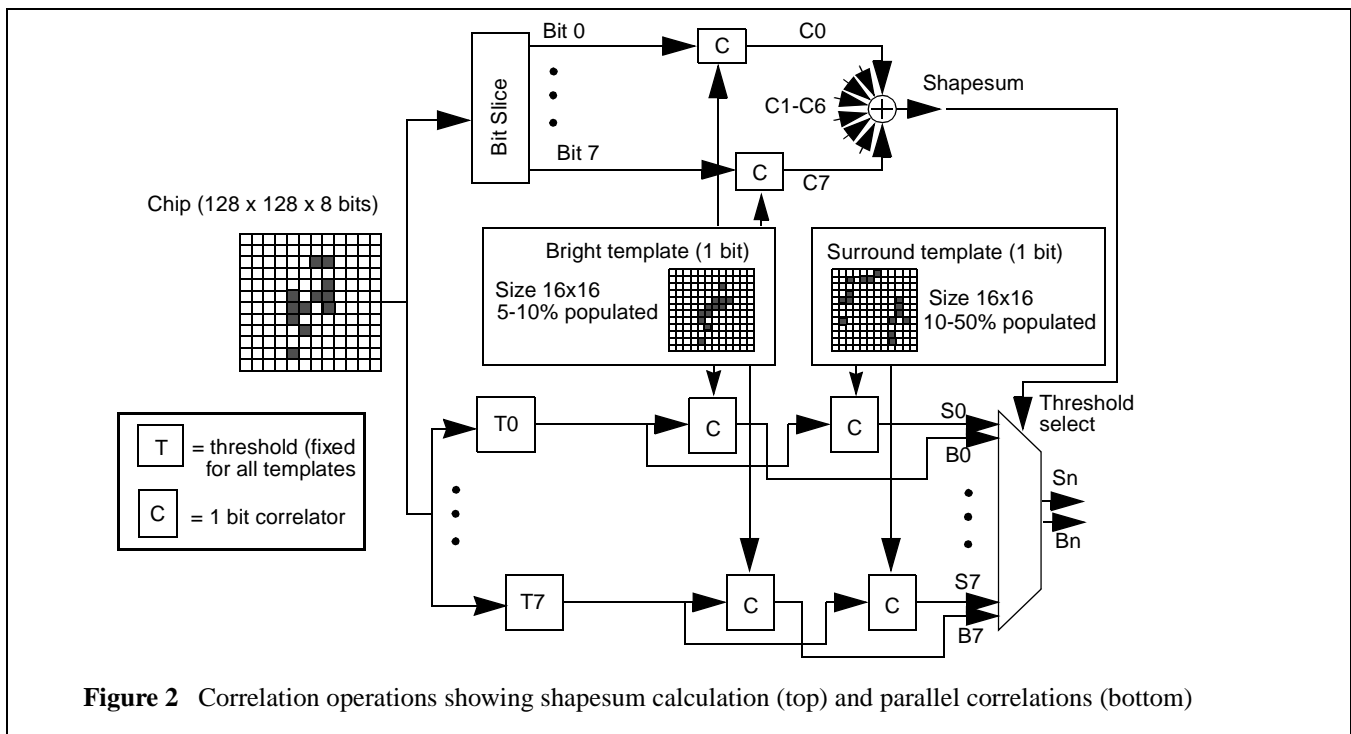 Bit 0
C0
C
Bit Slice
Shapesum
C1-C6
Bit 7
C
C7
Chip (128 x 128 x 8 bits)
Bright template (1 bit)
Size 16x16
5-10% populated
Surround template (1 bit)
Size 16x16
10-50% populated
Threshold
select
T = threshold (fixed
for all templates
C = 1 bit correlator
T0
C
C
S0
B0
Sn
Bn
T7
C
C
S7
B7
Figure 2 Correlation operations showing shapesum calculation (top) and parallel correlations (bottom)